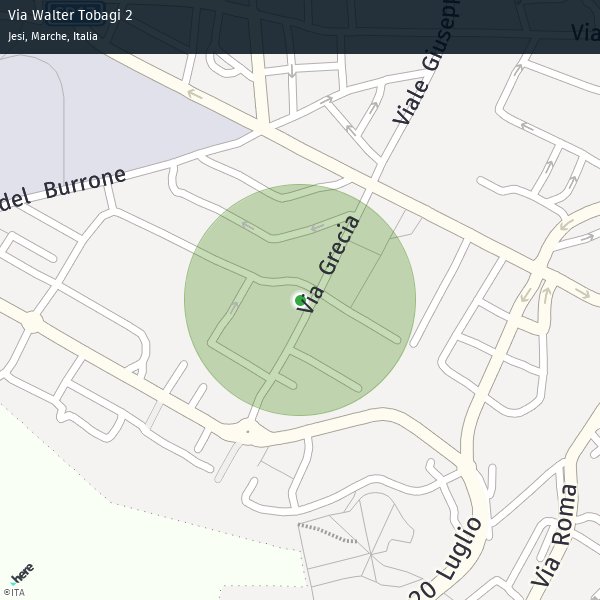 Via Walter Tobagi 2
Jesi, Marche, Italia
Via
Viale Giusepp
del Burrone
Via Grecia
20 Luglio
Via Roma
here
©ITA